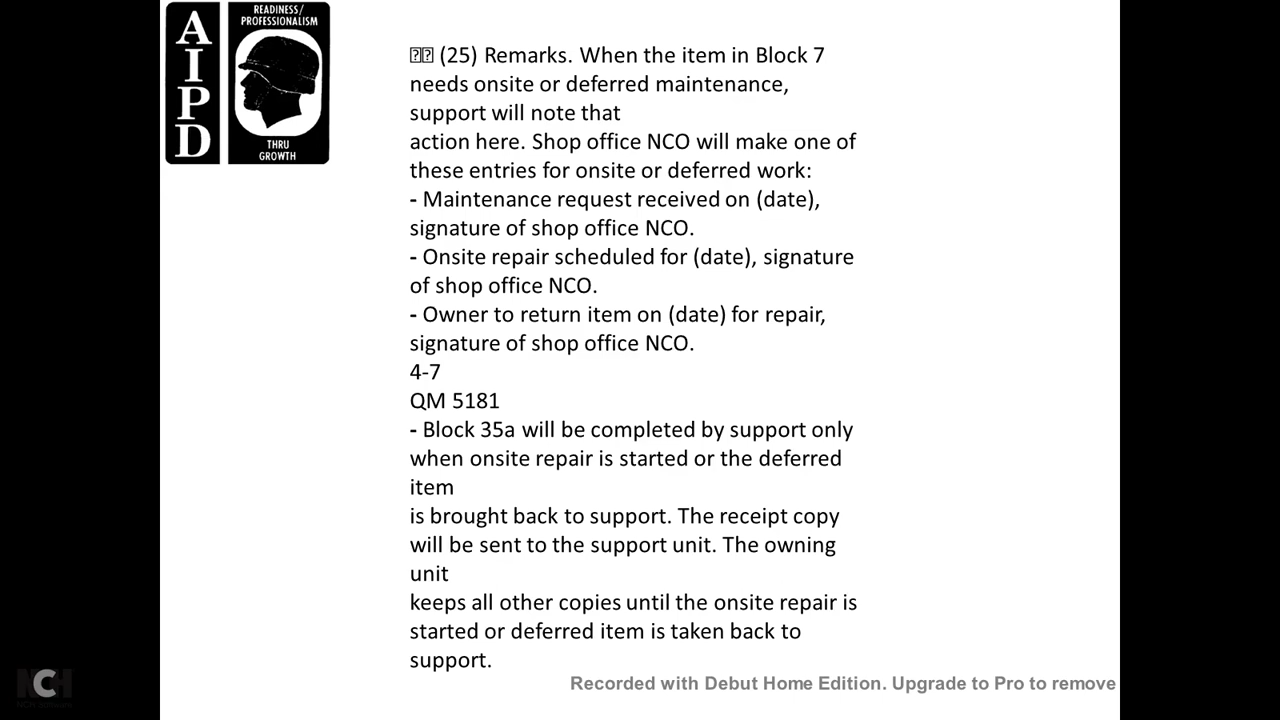 AIPD
READINESS/
PROFESSIONALISM
THRU
GROWTH
(25) Remarks. When the item in Block 7
needs onsite or deferred maintenance,
support will note that
action here. Shop office NCO will make one of
these entries for onsite or deferred work:
- Maintenance request received on (date),
signature of shop office NCO.
- Onsite repair scheduled for (date), signature
of shop office NCO.
- Owner to return item on (date) for repair,
signature of shop office NCO.
4-7
QM 5181
- Block 35a will be completed by support only
when onsite repair is started or the deferred
item
is brought back to support. The receipt copy
will be sent to the support unit. The owning
unit
keeps all other copies until the onsite repair is
started or deferred item is taken back to
support.
NCH
Recorded with Debut Home Edition. Upgrade to Pro to remove